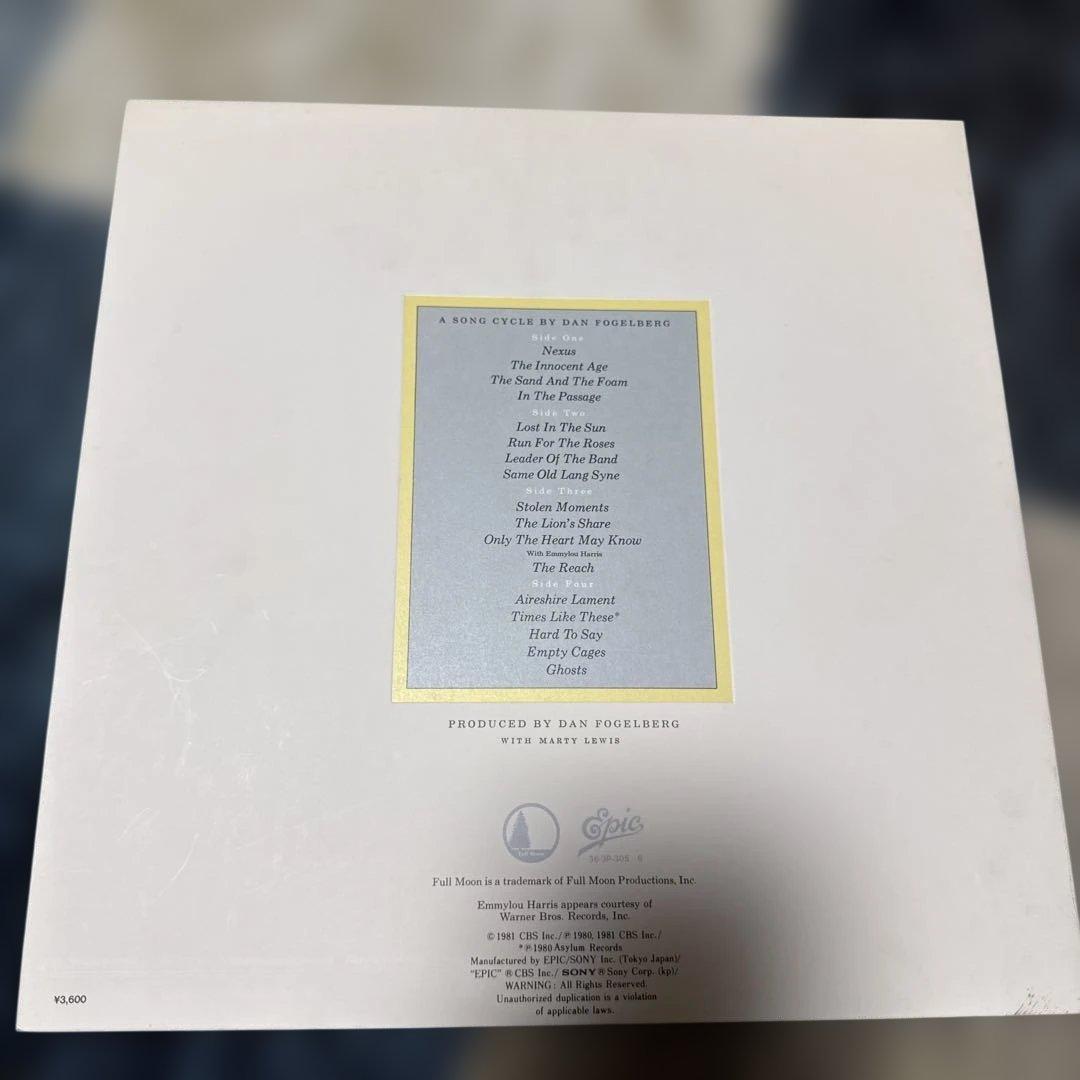 A SONG CYCLE BY DAN FOGELBERG
Side One
Nexus
The Innocent Age
The Sand And The Foam
In The Passage
Side Two
Lost In The Sun
Run For The Roses
Leader Of The Band
Same Old Lang Syne
Side Three
Stolen Moments
The Lion's Share
Only The Heart May Know
With Emmylou Harris
The Reach
Side Four
Aireshire Lament
Times Like These*
Hard To Say
Empty Cages
Ghosts
PRODUCED BY DAN FOGELBERG
WITH MARTY LEWIS
Full Moon
Epic
36·3P-305 6
Full Moon is a trademark of Full Moon Productions, Inc.
Emmylou Harris appears courtesy of
Warner Bros. Records, Inc.
©1981 CBS Inc./℗1980, 1981 CBS Inc./
*℗1980 Asylum Records
Manufactured by EPIC/SONY Inc. (Tokyo Japan)/
"EPIC" ® CBS Inc./ SONY ® Sony Corp. (kp)/
WARNING: All Rights Reserved.
Unauthorized duplication is a violation
of applicable laws.
¥3,600